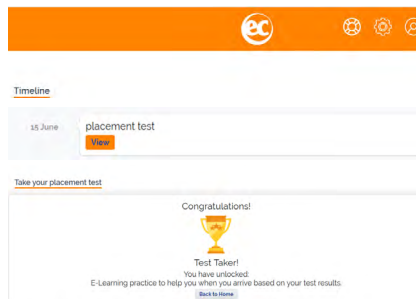 ec
Timeline
15 June
placement test
View
Take your placement test
Congratulations!
Test Taker!
You have unlocked:
E-Learning practice to help you when you arrive based on your test results.
Back to Home